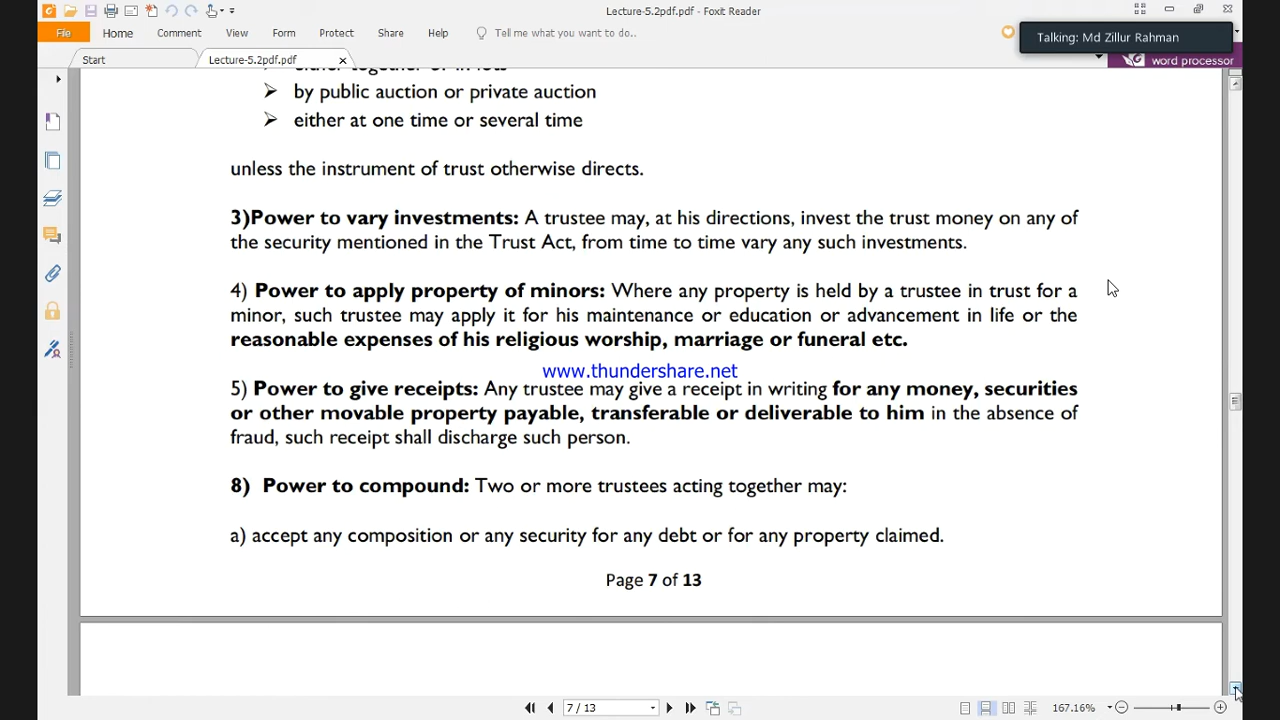 Lecture-5.2pdf.pdf - Foxit Reader
Talking: Md Zillur Rahman
File Home Comment View Form Protect Share Help Tell me what you want to do..
Start Lecture-5.2pdf.pdf word processor
either together or in lots
➢ by public auction or private auction
➢ either at one time or several time
unless the instrument of trust otherwise directs.
3)Power to vary investments: A trustee may, at his directions, invest the trust money on any of
the security mentioned in the Trust Act, from time to time vary any such investments.
4) Power to apply property of minors: Where any property is held by a trustee in trust for a
minor, such trustee may apply it for his maintenance or education or advancement in life or the
reasonable expenses of his religious worship, marriage or funeral etc.
www.thundershare.net
5) Power to give receipts: Any trustee may give a receipt in writing for any money, securities
or other movable property payable, transferable or deliverable to him in the absence of
fraud, such receipt shall discharge such person.
8) Power to compound: Two or more trustees acting together may:
a) accept any composition or any security for any debt or for any property claimed.
Page 7 of 13
7 / 13
167.16%